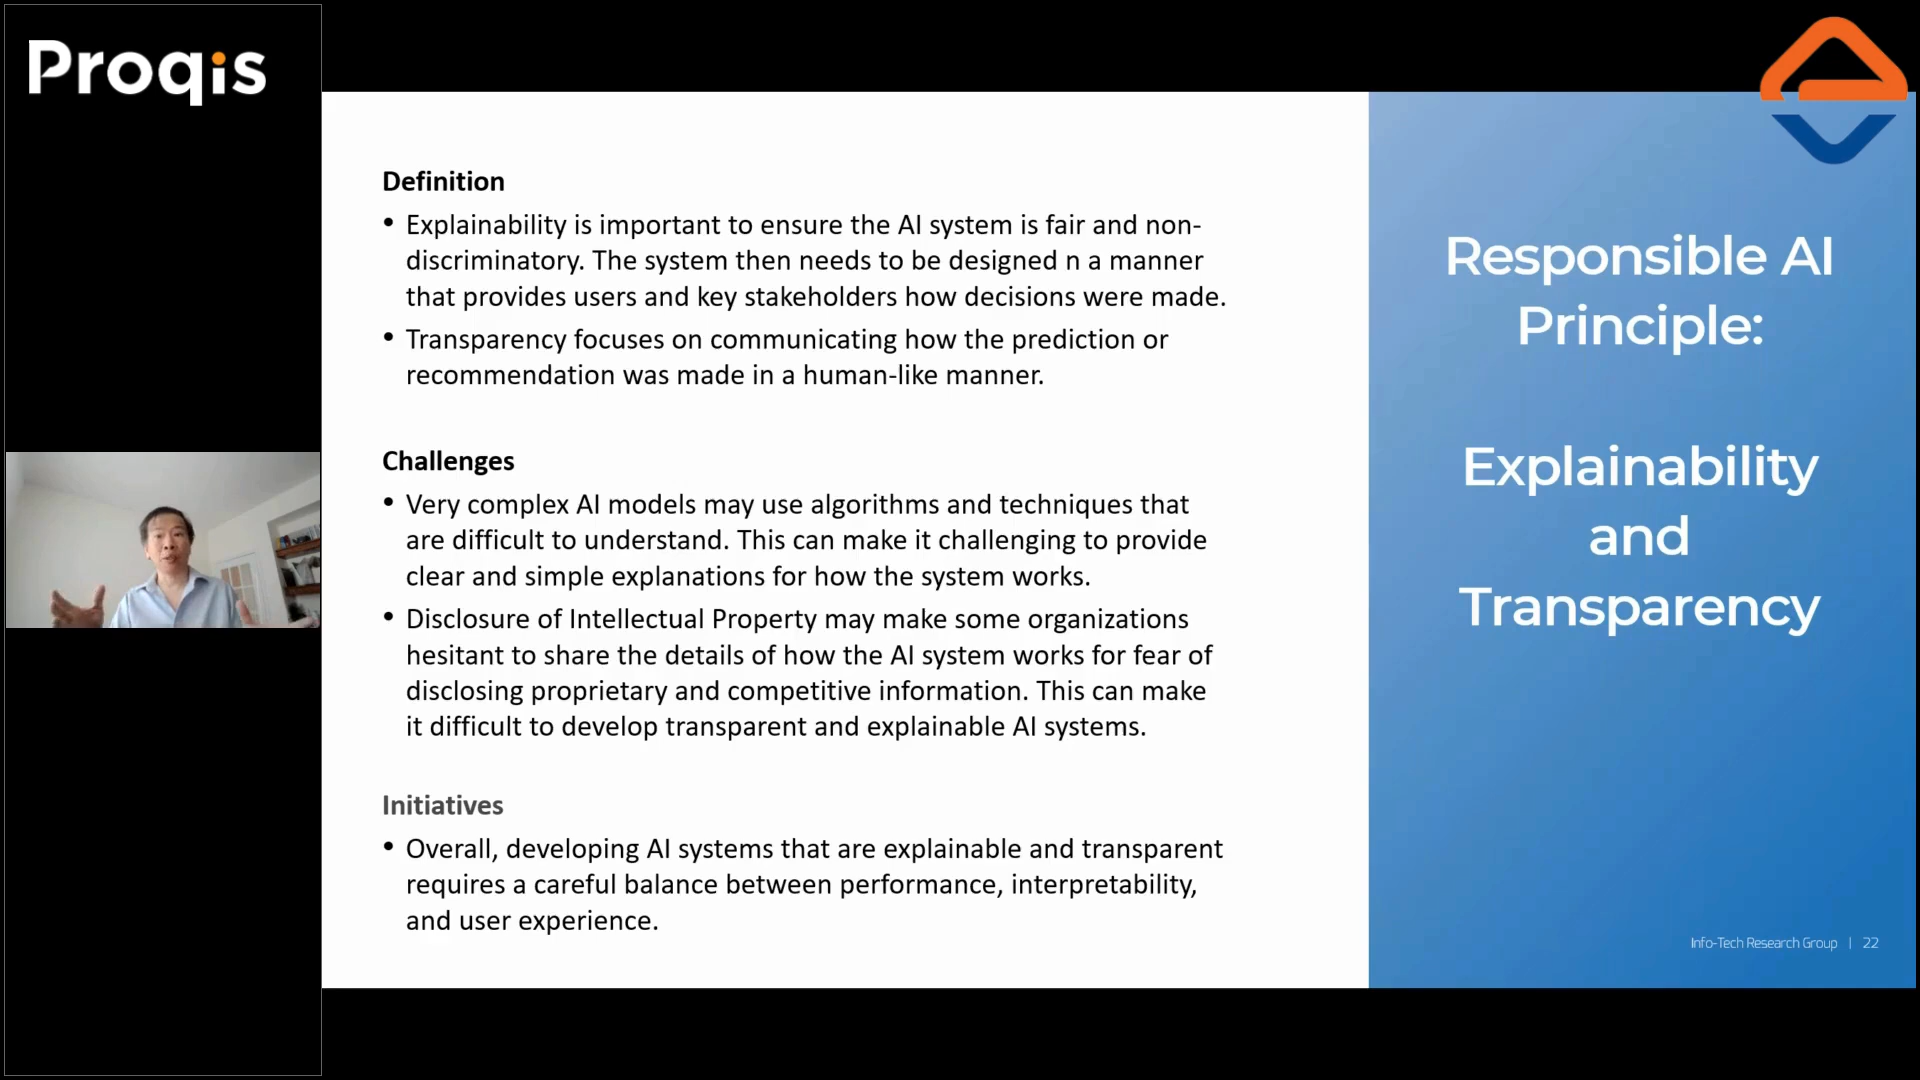 Proqis
Definition
• Explainability is important to ensure the AI system is fair and non-
discriminatory. The system then needs to be designed n a manner
that provides users and key stakeholders how decisions were made.
• Transparency focuses on communicating how the prediction or
recommendation was made in a human-like manner.
Challenges
• Very complex AI models may use algorithms and techniques that
are difficult to understand. This can make it challenging to provide
clear and simple explanations for how the system works.
• Disclosure of Intellectual Property may make some organizations
hesitant to share the details of how the AI system works for fear of
disclosing proprietary and competitive information. This can make
it difficult to develop transparent and explainable AI systems.
Initiatives
• Overall, developing AI systems that are explainable and transparent
requires a careful balance between performance, interpretability,
and user experience.
Responsible AI
Principle:
Explainability
and
Transparency
Info-Tech Research Group | 22